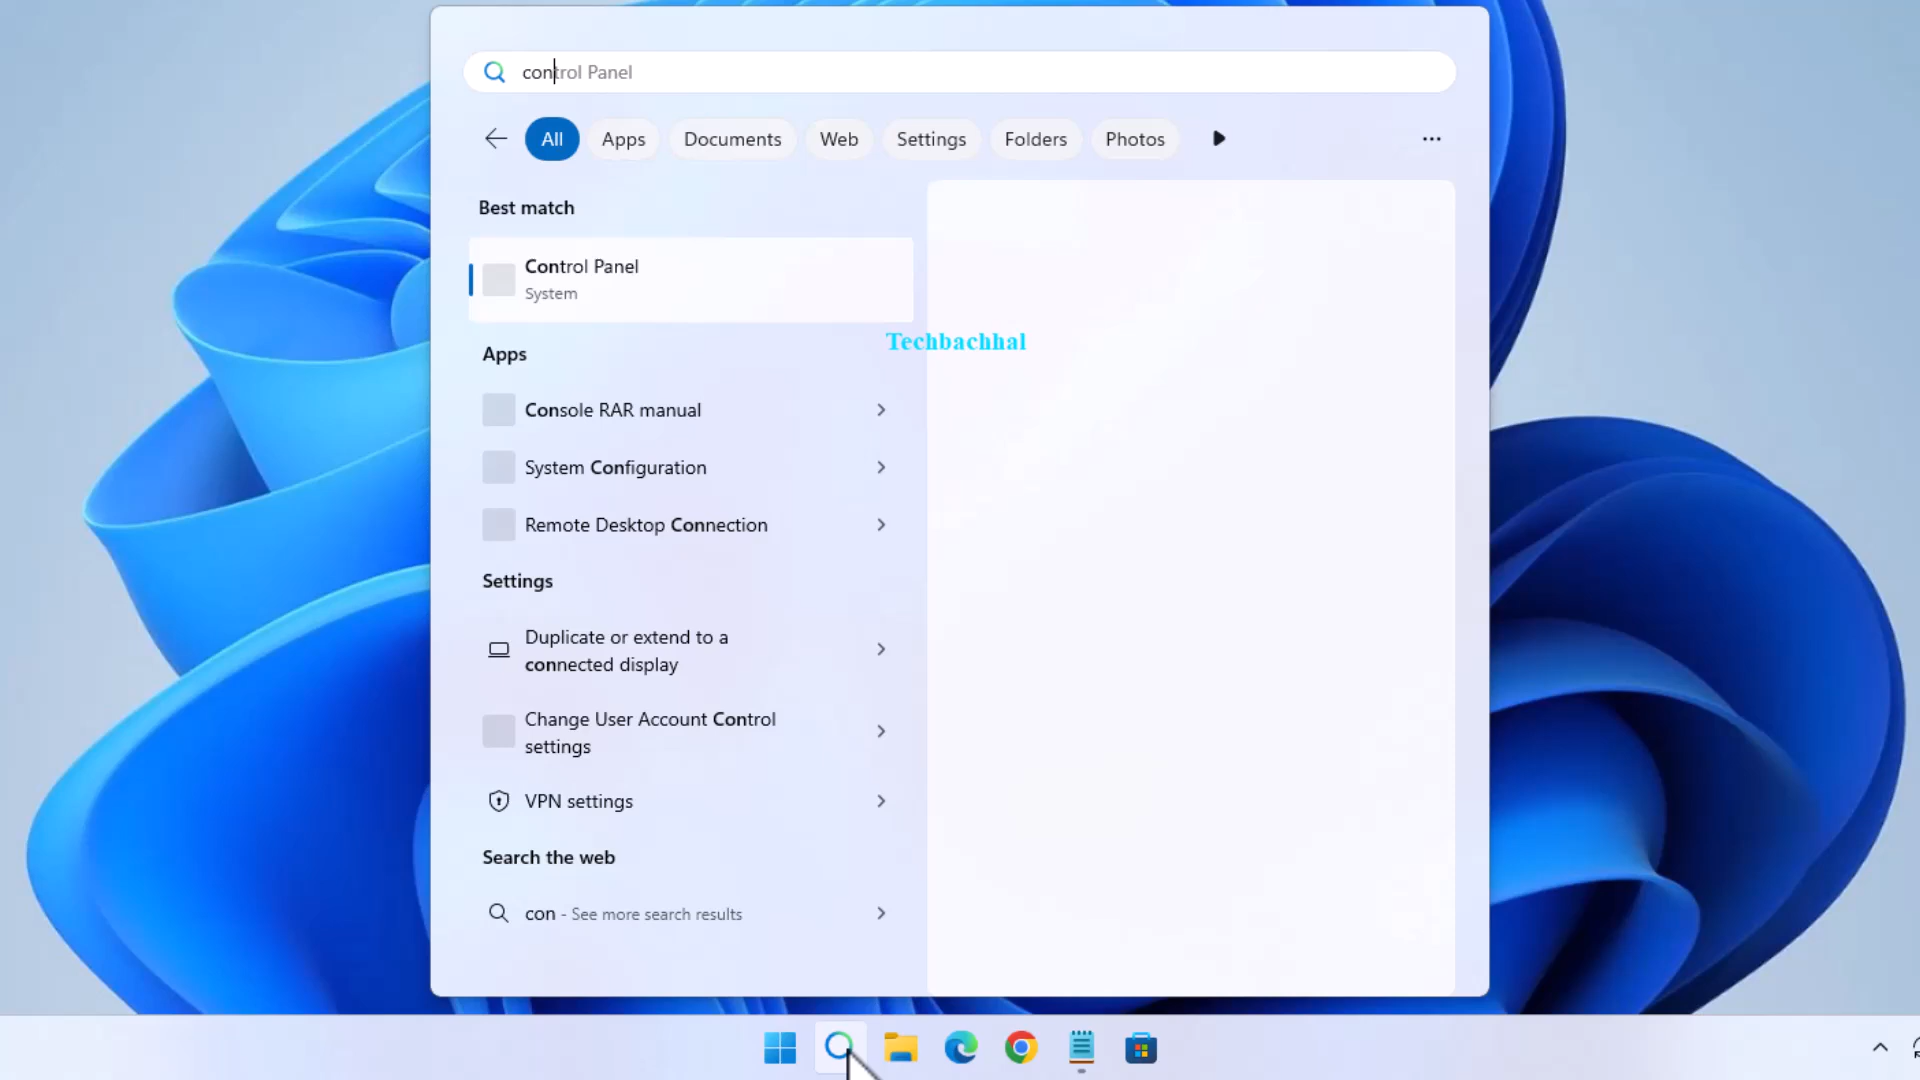 control Panel
All Apps Documents Web Settings Folders Photos
Best match
Control Panel
System
Techbachhal
Apps
Console RAR manual
System Configuration
Remote Desktop Connection
Settings
Duplicate or extend to a
connected display
Change User Account Control
settings
VPN settings
Search the web
con - See more search results